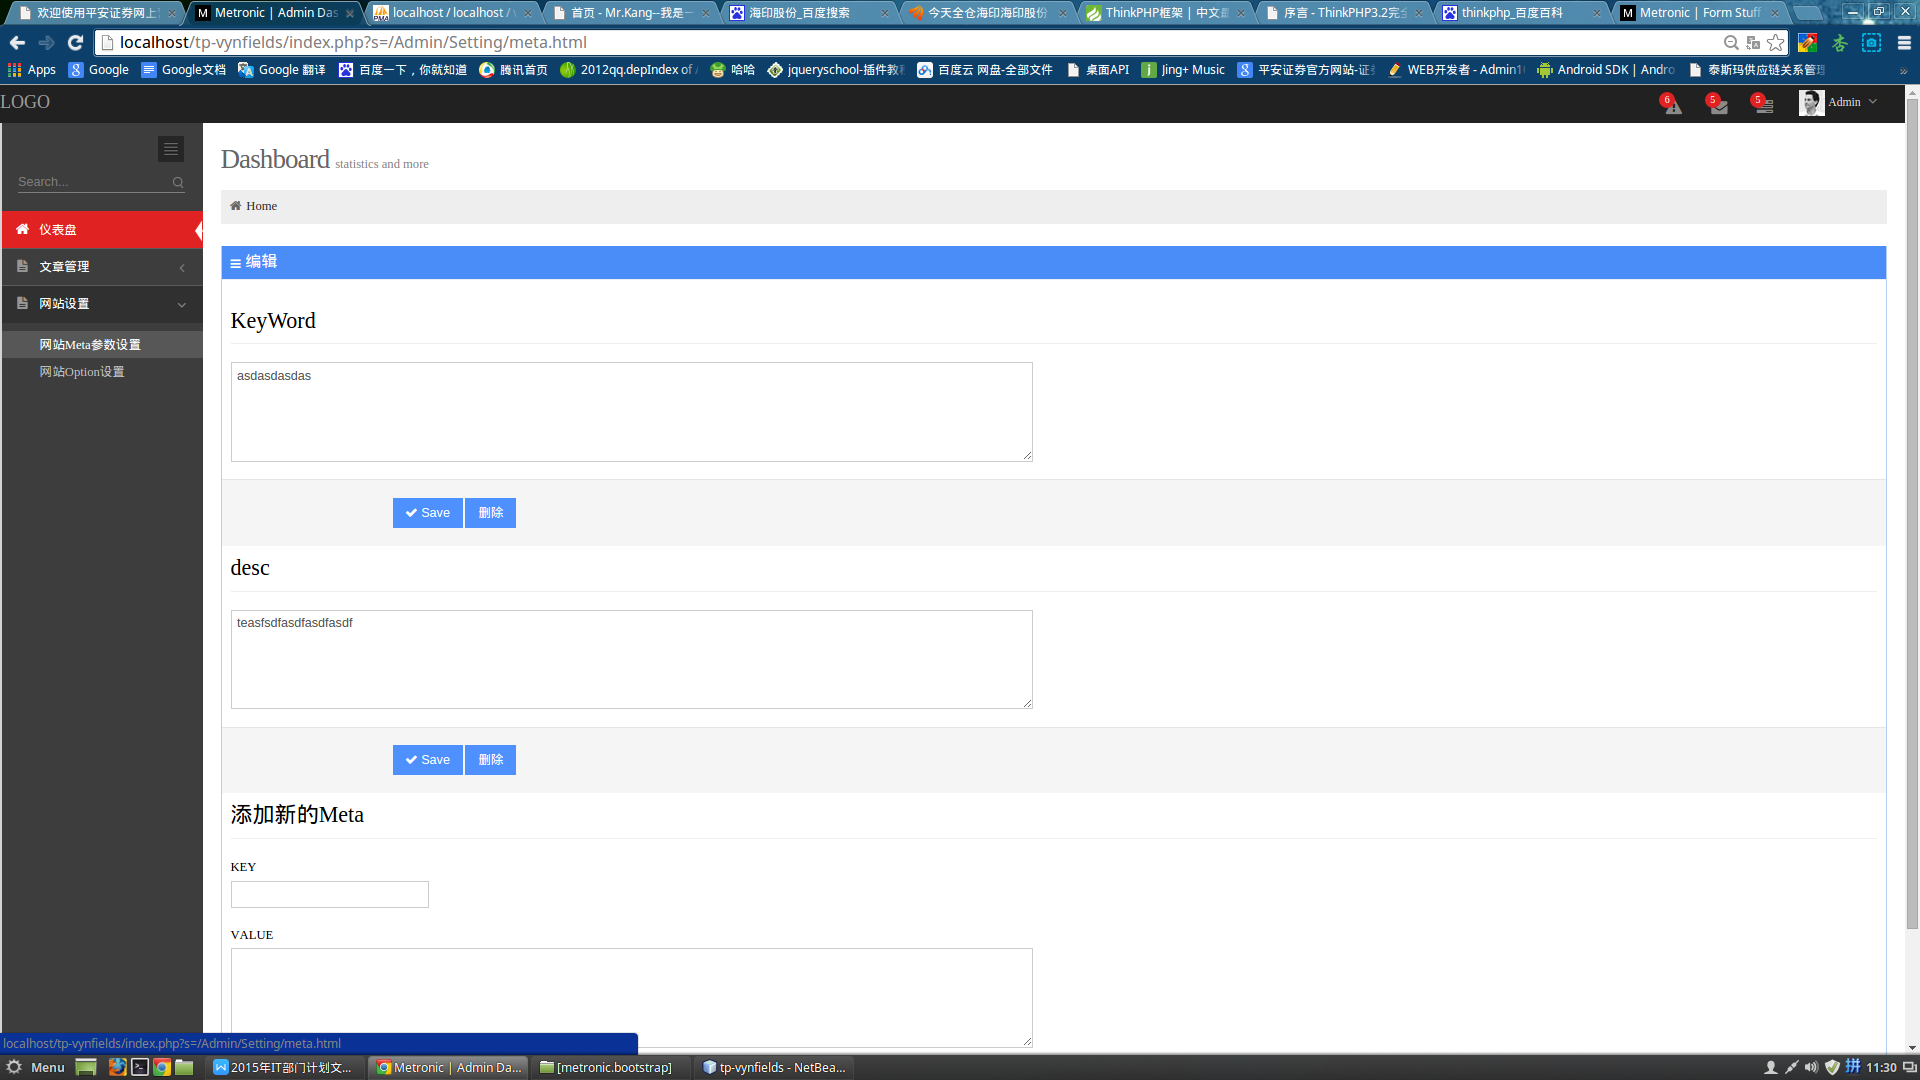 欢迎使用平安证券网上
Metronic | Admin Das
localhost / localhost /
首页 - Mr.Kang--我是一
海印股份_百度搜索
今天全仓海印海印股份
ThinkPHP框架 | 中文
序言 - ThinkPHP3.2完全
thinkphp_百度百科
Metronic | Form Stuff
localhost/tp-vynfields/index.php?s=/Admin/Setting/meta.html
Apps
Google
Google文档
Google 翻译
百度一下，你就知道
腾讯首页
2012qq.depIndex of
哈哈
jqueryschool-插件教
百度云 网盘-全部文件
桌面API
Jing+ Music
平安证券官方网站-证
WEB开发者 - Admin1
Android SDK | Andro
泰斯玛供应链关系管理
»
LOGO
6
5
5
Admin
Search...
仪表盘
文章管理
网站设置
网站Meta参数设置
网站Option设置
Dashboard statistics and more
Home
编辑
KeyWord
asdasdasdas
Save 删除
desc
teasfsdfasdfasdfasdf
Save 删除
添加新的Meta
KEY
VALUE
localhost/tp-vynfields/index.php?s=/Admin/Setting/meta.html
Menu
2015年IT部门计划文...
Metronic | Admin Da...
[metronic.bootstrap]
tp-vynfields - NetBea...
拼
11:30